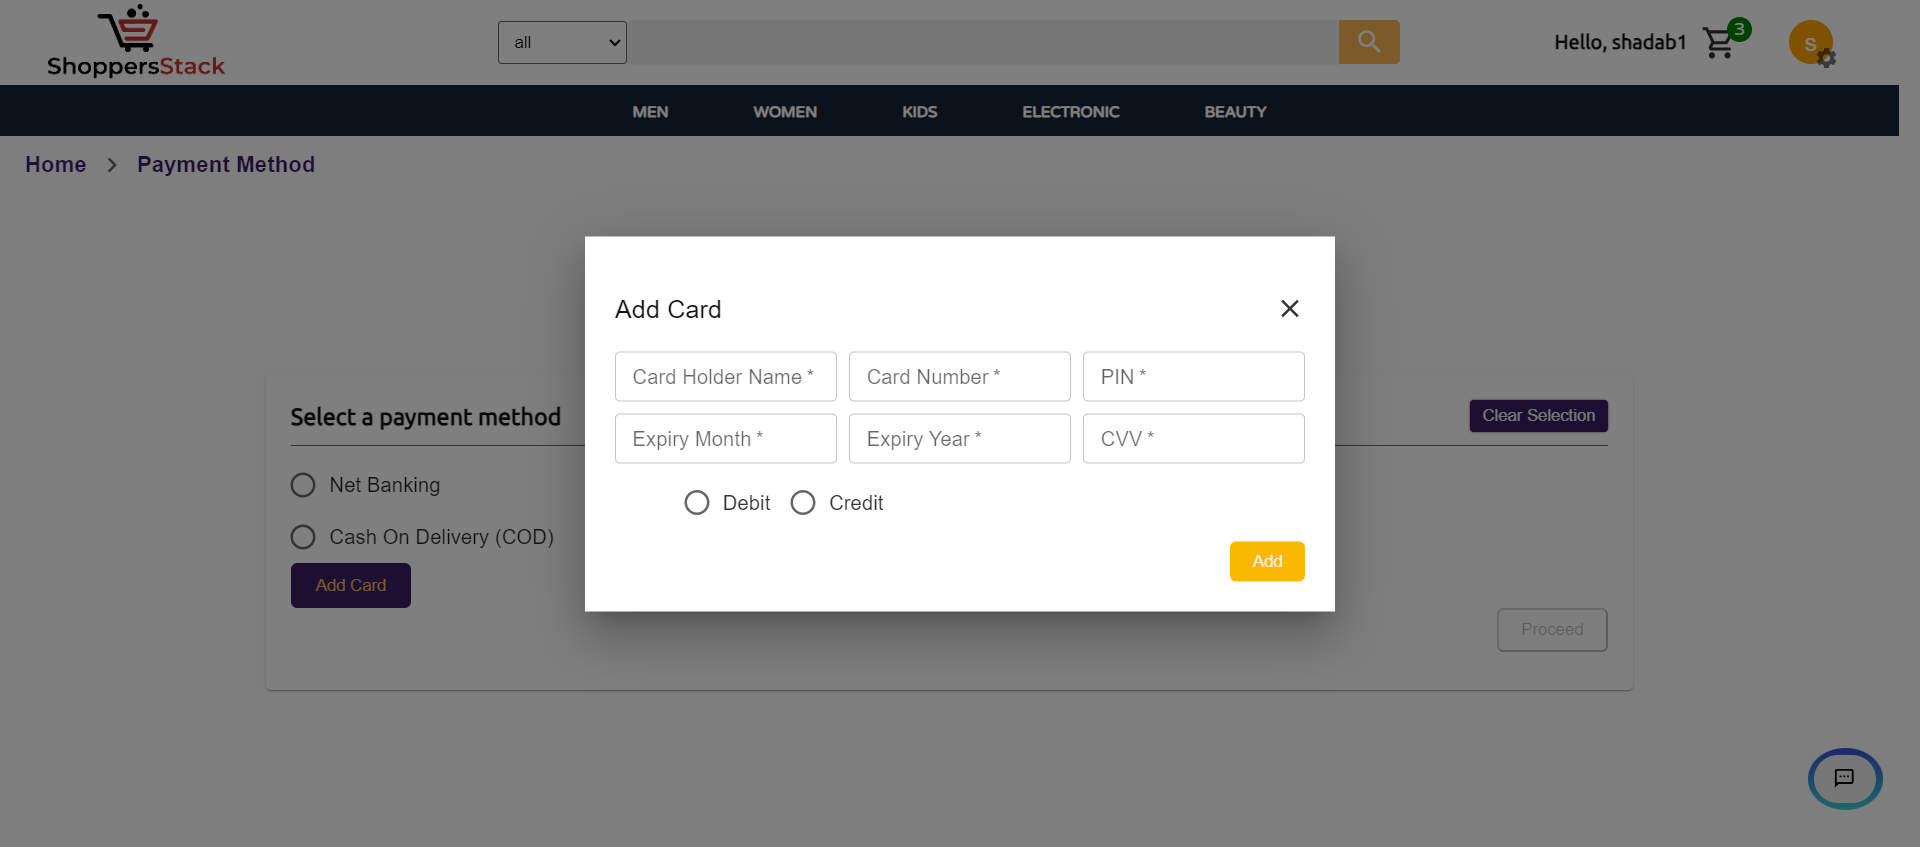 ShoppersStack
all
Hello, shadab1
3
S
MEN WOMEN KIDS ELECTRONIC BEAUTY
Home > Payment Method
Add Card
Card Holder Name * Card Number * PIN *
Expiry Month * Expiry Year * CVV *
Debit Credit
Add
Select a payment method
Clear Selection
Net Banking
Cash On Delivery (COD)
Add Card
Proceed